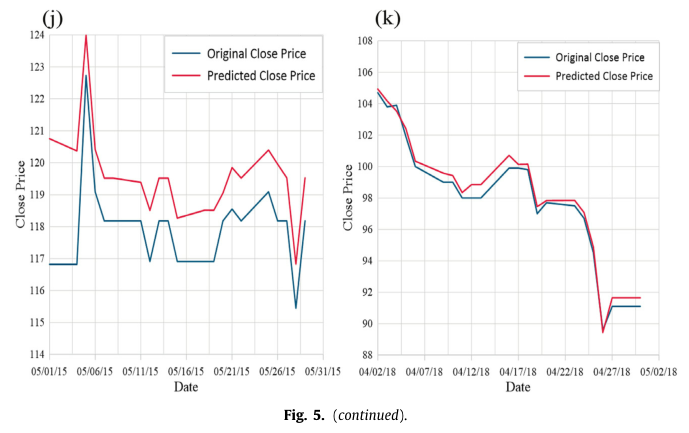 (j)
124
123
122
121
120
119
118
117
116
115
114
Close Price
Original Close Price
Predicted Close Price
05/01/15 05/06/15 05/11/15 05/16/15 05/21/15 05/26/15 05/31/15
Date
(k)
108
106
104
102
100
98
96
94
92
90
88
Close Price
Original Close Price
Predicted Close Price
04/02/18 04/07/18 04/12/18 04/17/18 04/22/18 04/27/18 05/02/18
Date
Fig. 5. (continued).